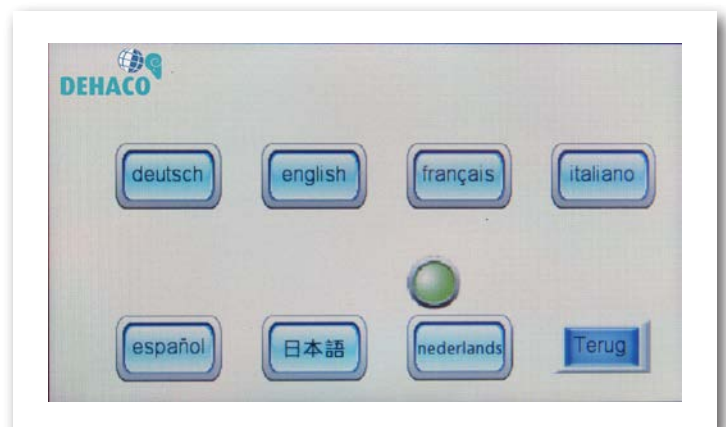 DEHACO
deutsch
english
français
italiano
español
日本語
nederlands
Terug